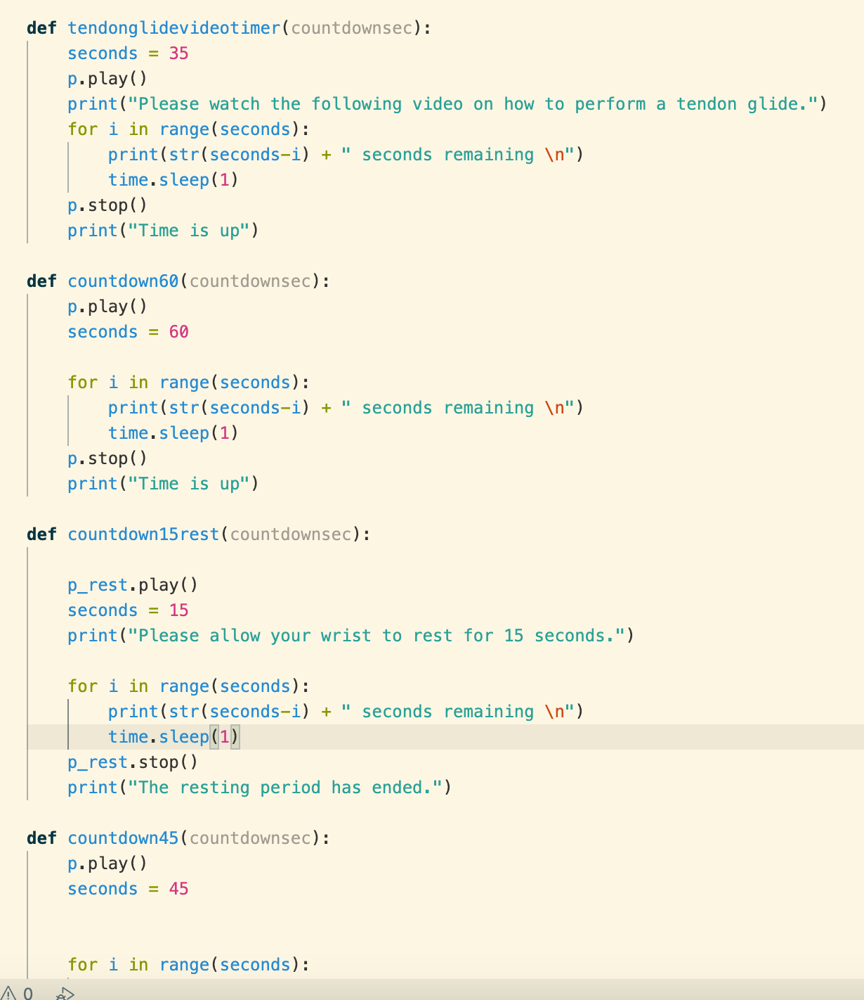 def tendonglidevideotimer(countdownsec):
    seconds = 35
    p.play()
    print("Please watch the following video on how to perform a tendon glide.")
    for i in range(seconds):
        print(str(seconds-i) + " seconds remaining \n")
        time.sleep(1)
    p.stop()
    print("Time is up")

def countdown60(countdownsec):
    p.play()
    seconds = 60

    for i in range(seconds):
        print(str(seconds-i) + " seconds remaining \n")
        time.sleep(1)
    p.stop()
    print("Time is up")

def countdown15rest(countdownsec):

    p_rest.play()
    seconds = 15
    print("Please allow your wrist to rest for 15 seconds.")

    for i in range(seconds):
        print(str(seconds-i) + " seconds remaining \n")
        time.sleep(1)
    p_rest.stop()
    print("The resting period has ended.")

def countdown45(countdownsec):
    p.play()
    seconds = 45


    for i in range(seconds):
0